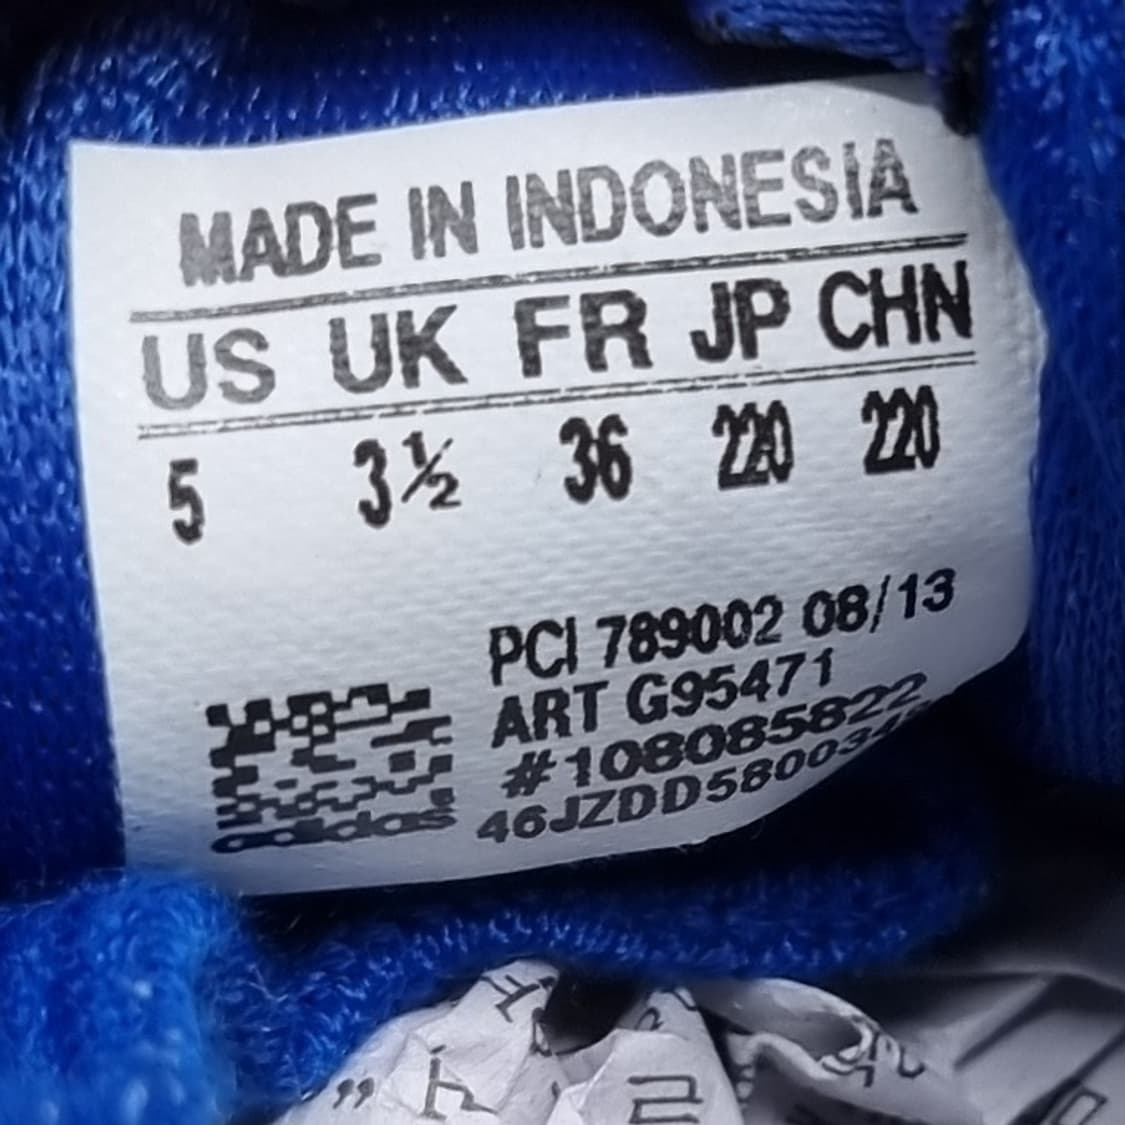 MADE IN INDONESIA
US UK FR JP CHN
5 3½ 36 220 220
PCI 789002 08/13
ART G95471
#108085822
adidas